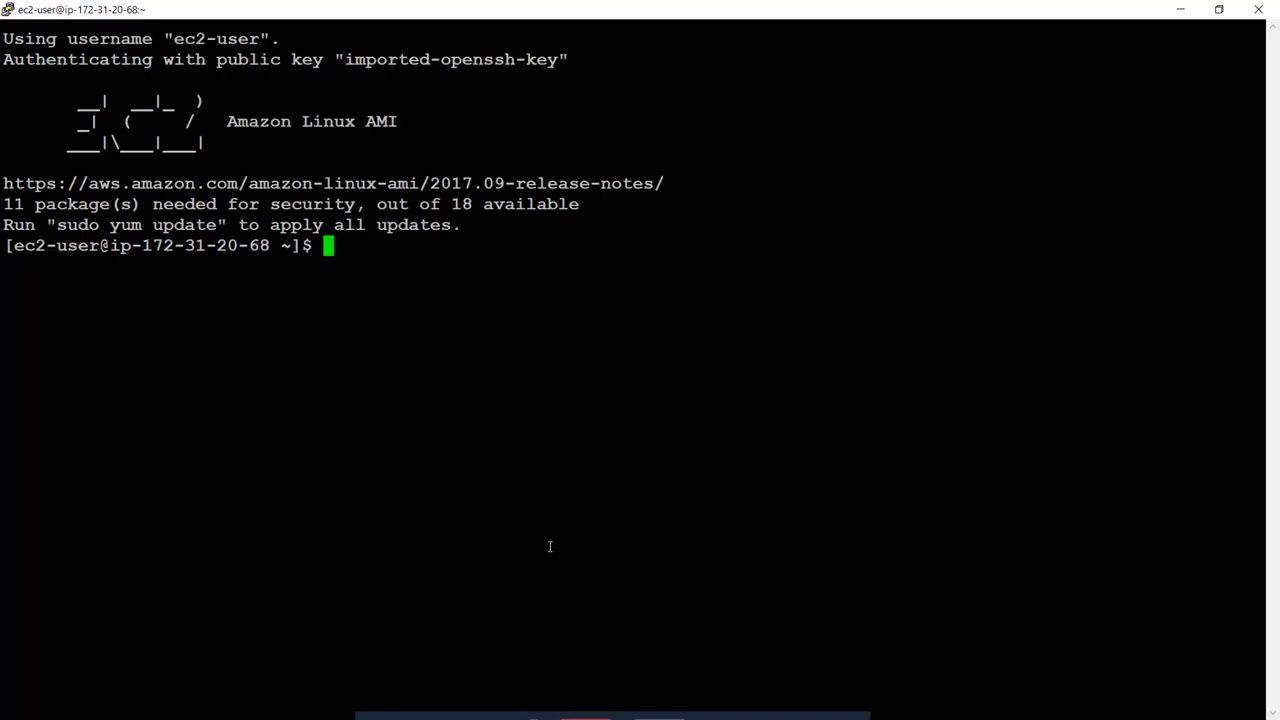 ec2-user@ip-172-31-20-68:~
Using username "ec2-user".
Authenticating with public key "imported-openssh-key"
       __|  __|_  )
       _|  (     /   Amazon Linux AMI
      ___|\___|___|
https://aws.amazon.com/amazon-linux-ami/2017.09-release-notes/
11 package(s) needed for security, out of 18 available
Run "sudo yum update" to apply all updates.
[ec2-user@ip-172-31-20-68 ~]$